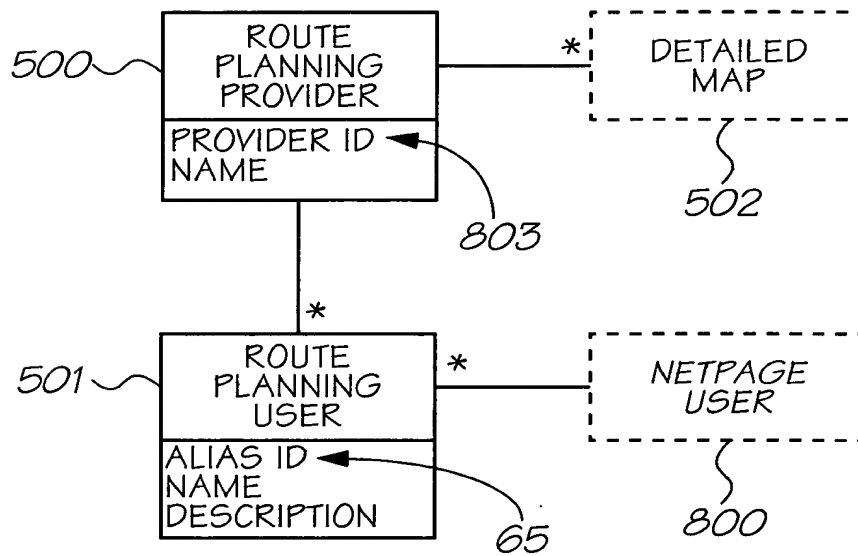 ROUTE
PLANNING
PROVIDER
500
PROVIDER ID
NAME
803
*
DETAILED
MAP
502
*
ROUTE
PLANNING
USER
501
ALIAS ID
NAME
DESCRIPTION
65
*
NETPAGE
USER
800